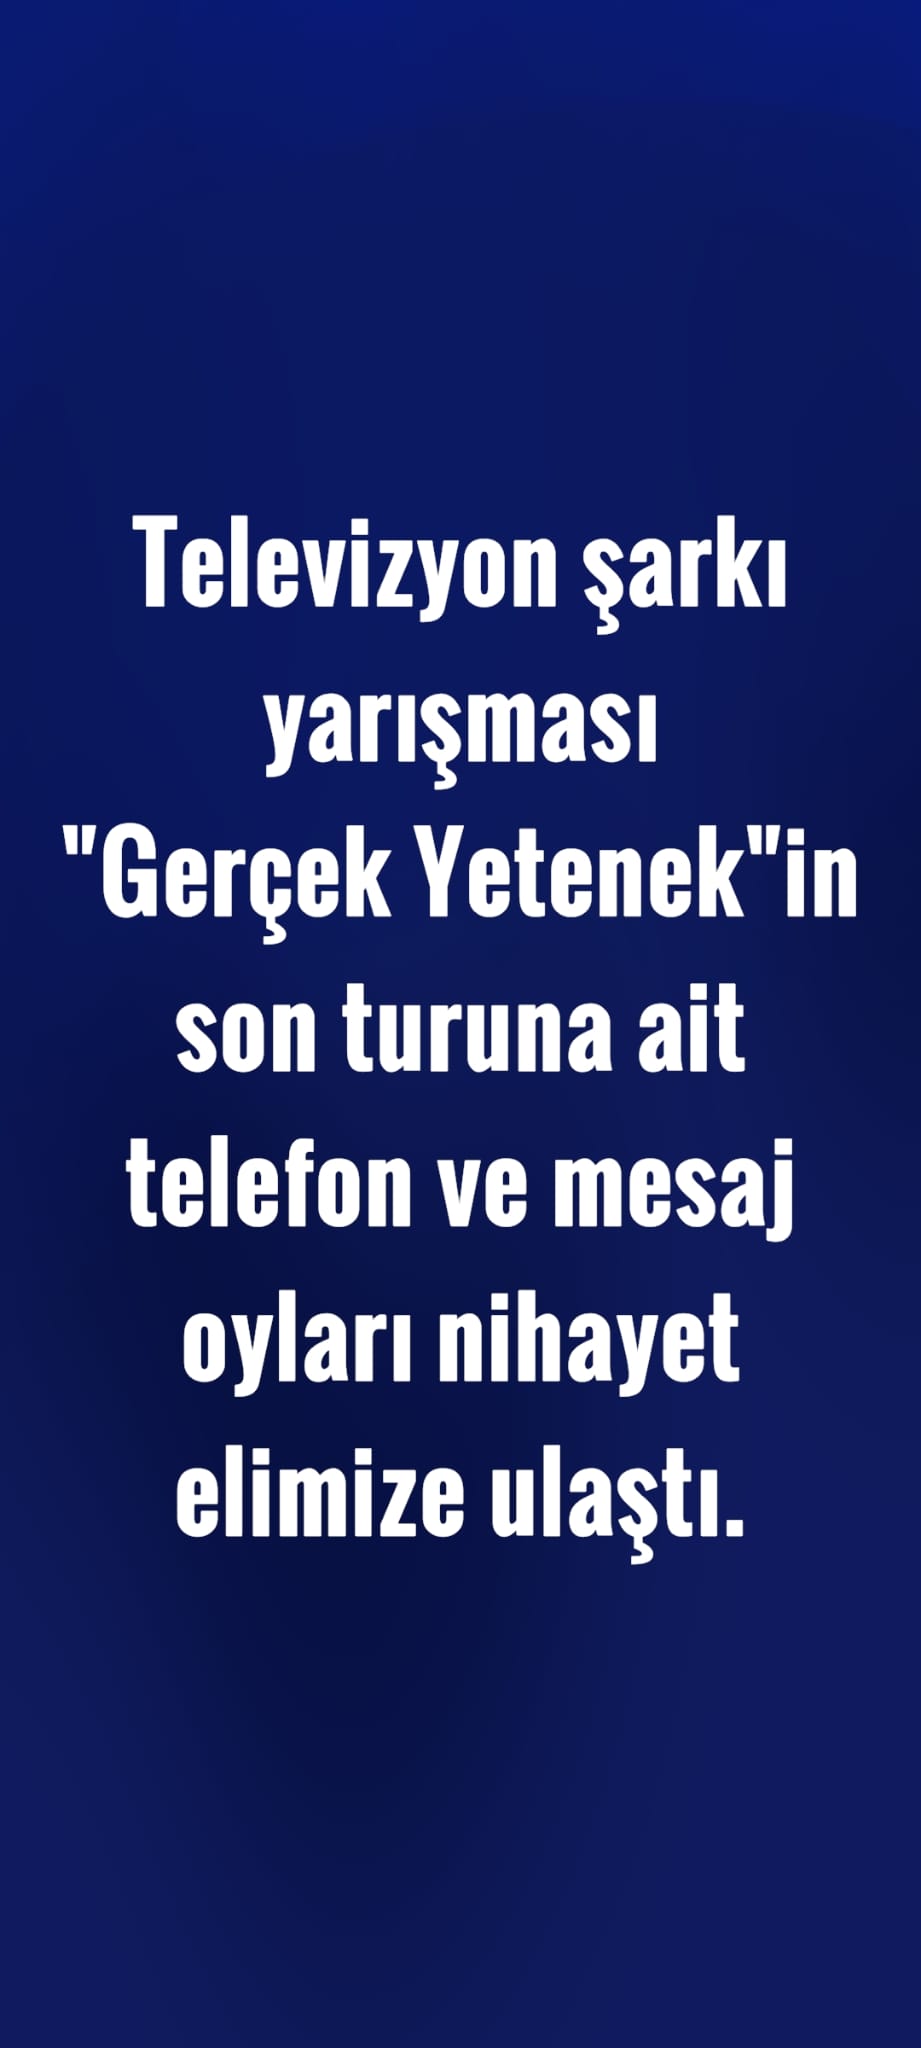 Televizyon şarkı
yarışması
"Gerçek Yetenek"in
son turuna ait
telefon ve mesaj
oyları nihayet
elimize ulaştı.